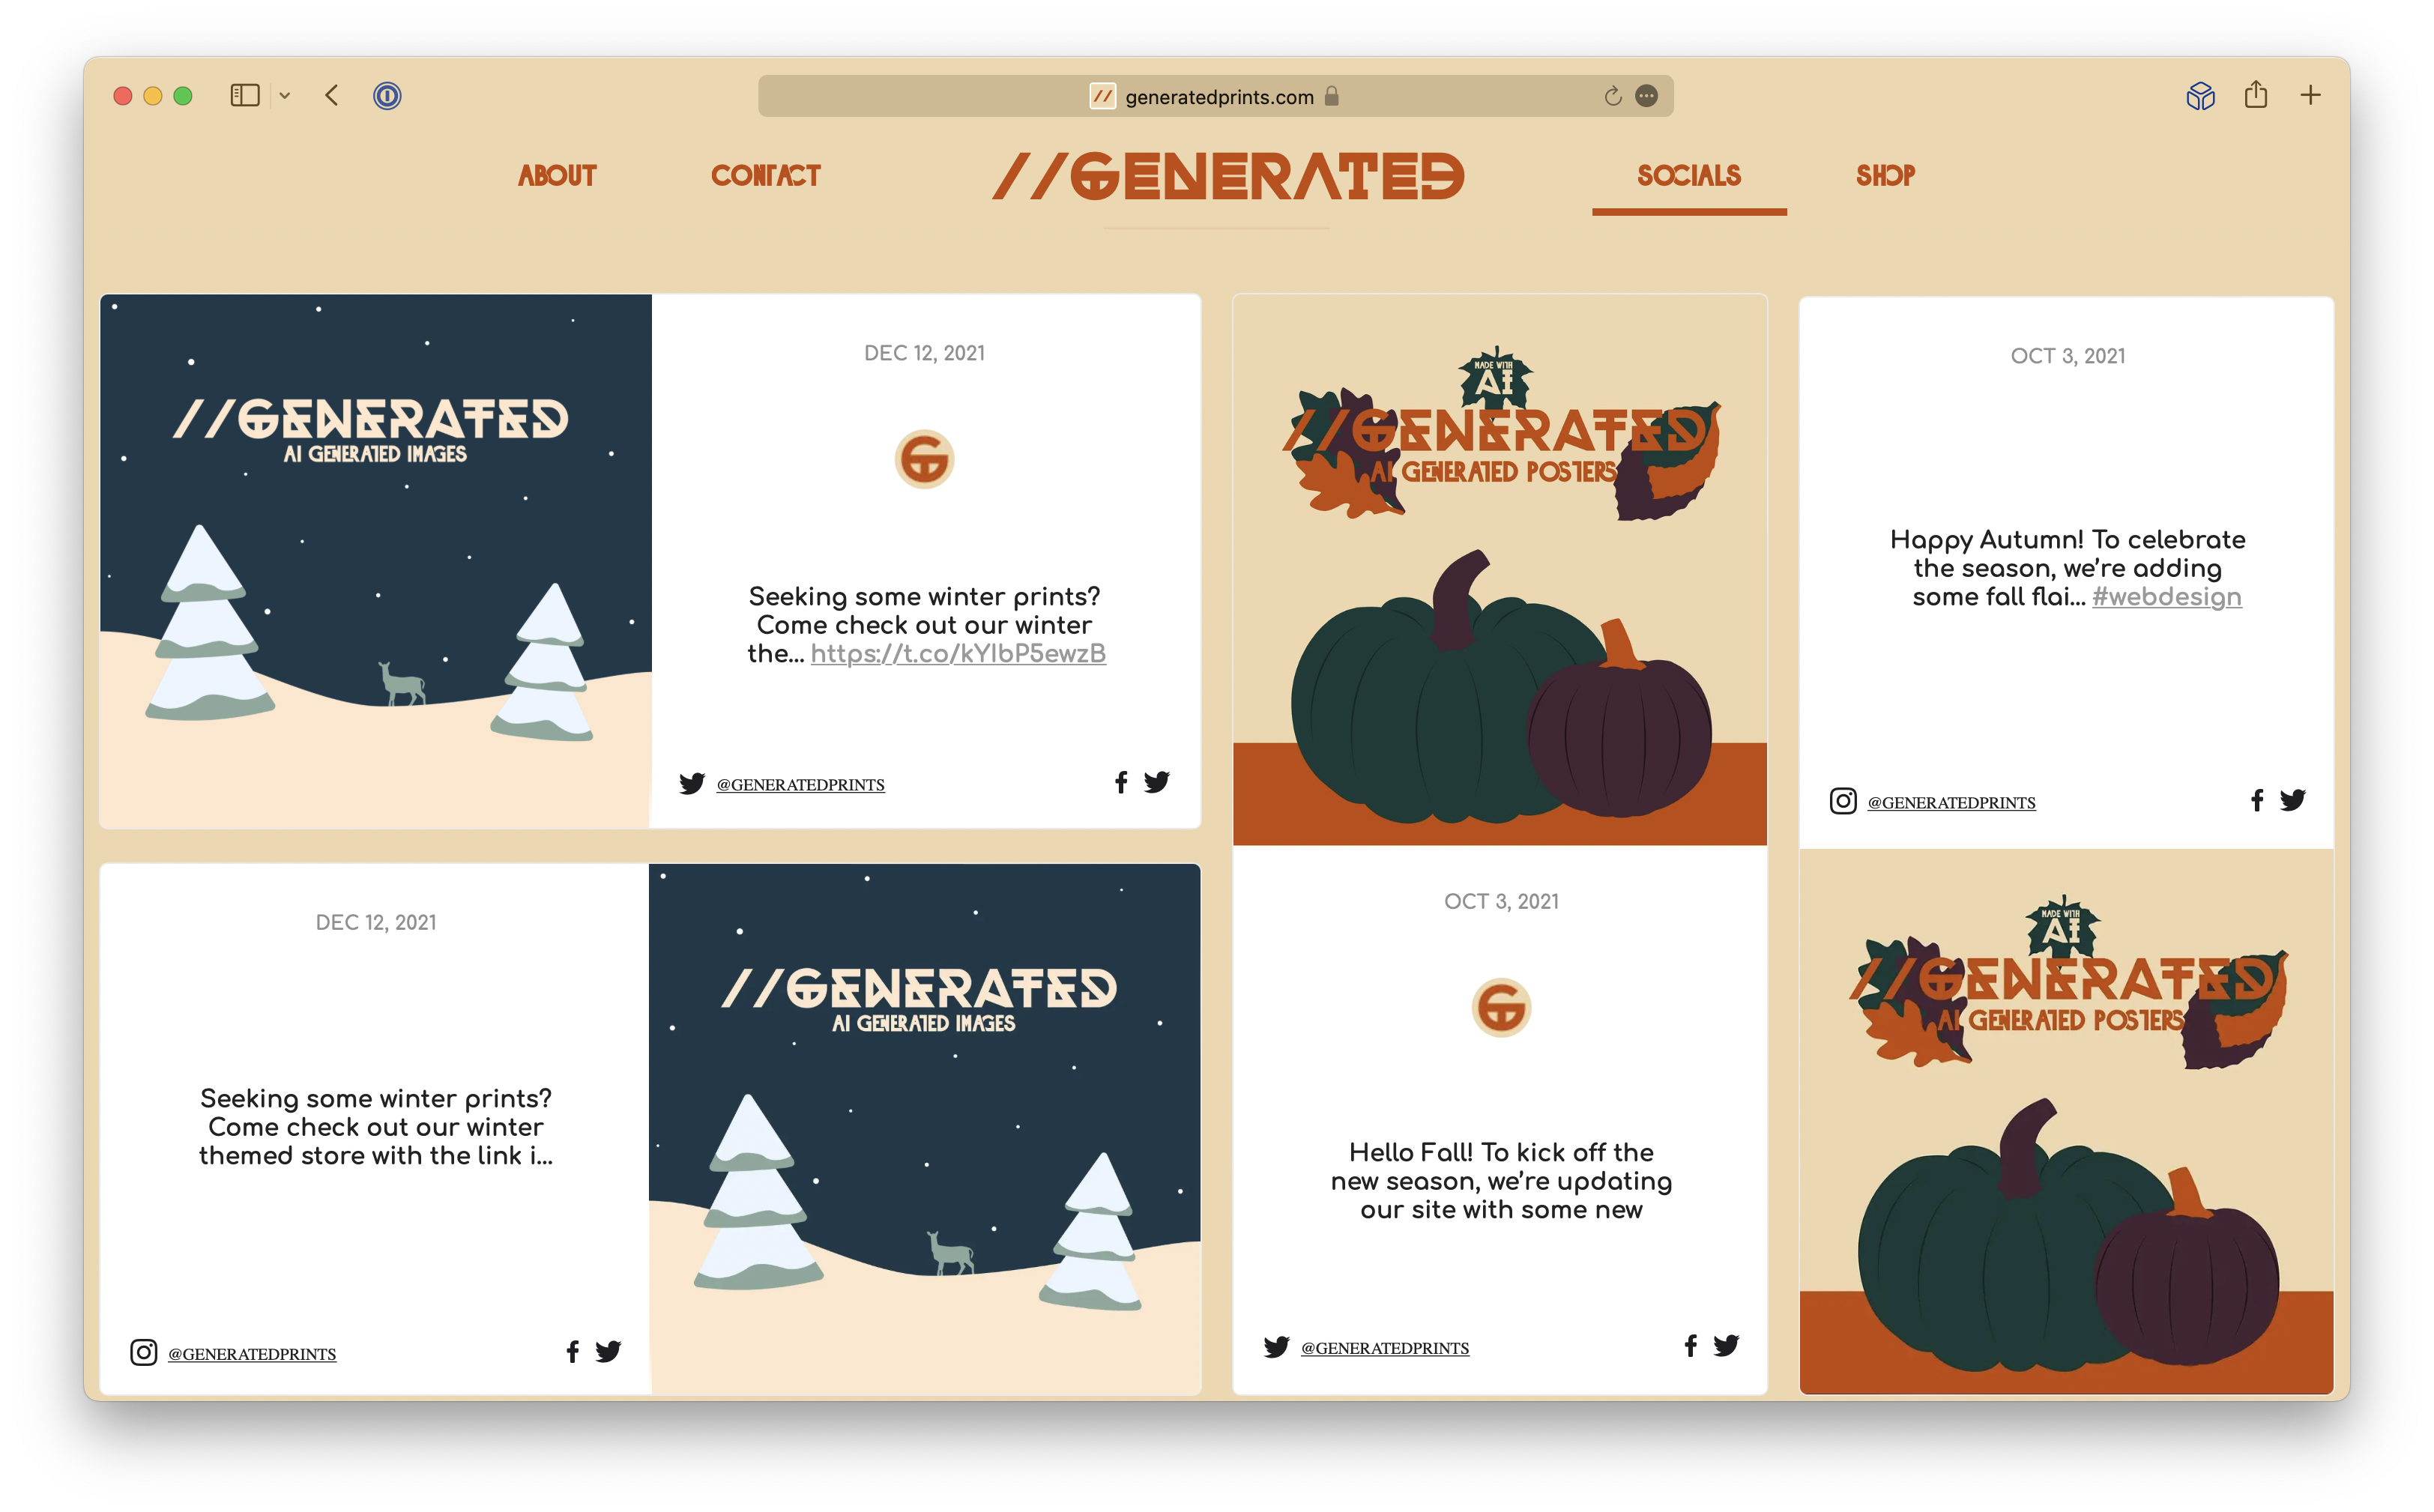 // generatedprints.com
ABOUT
CONTACT
//GENERATED
SOCIALS
SHOP
//GENERATED
AI GENERATED IMAGES
DEC 12, 2021
G
Seeking some winter prints?
Come check out our winter
the... https://t.co/kYIbP5ewzB
@GENERATEDPRINTS
MADE WITH
AI
//GENERATED
AI GENERATED POSTERS
OCT 3, 2021
Happy Autumn! To celebrate
the season, we're adding
some fall flai... #webdesign
@GENERATEDPRINTS
DEC 12, 2021
Seeking some winter prints?
Come check out our winter
themed store with the link i...
@GENERATEDPRINTS
//GENERATED
AI GENERATED IMAGES
OCT 3, 2021
G
Hello Fall! To kick off the
new season, we're updating
our site with some new
@GENERATEDPRINTS
MADE WITH
AI
//GENERATED
AI GENERATED POSTERS